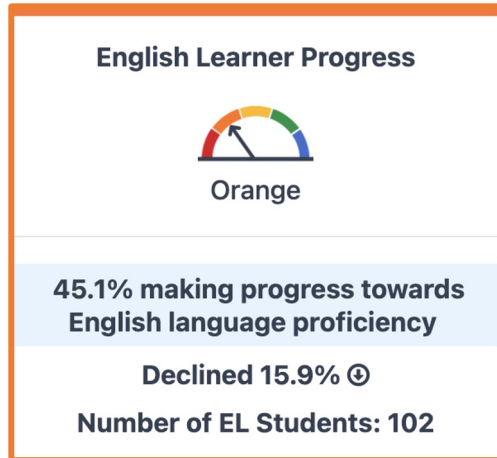 English Learner Progress
Orange
45.1% making progress towards
English language proficiency
Declined 15.9%
Number of EL Students: 102